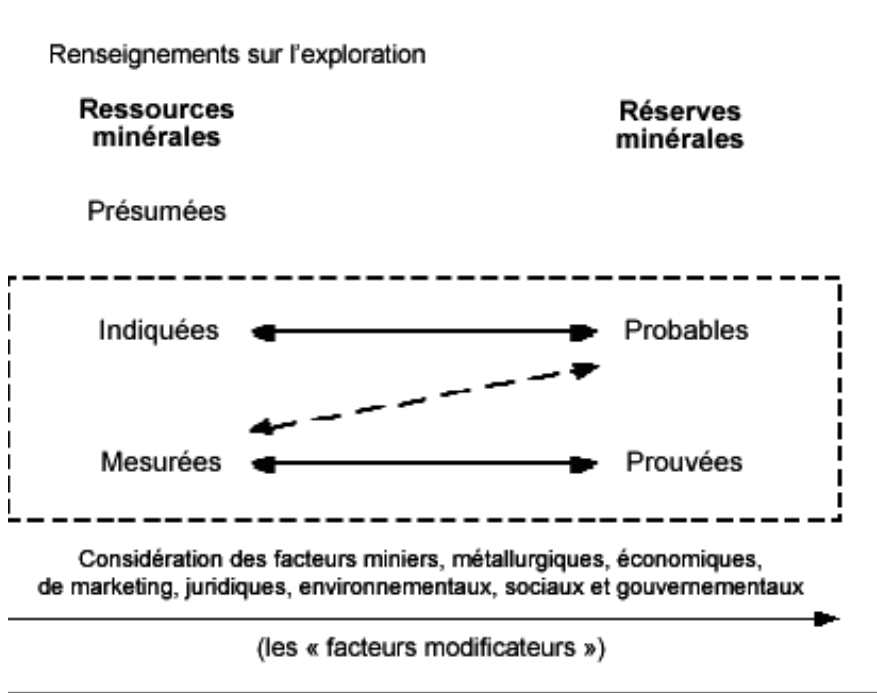 Renseignements sur l'exploration
Ressources
minérales
Réserves
minérales
Présumées
Indiquées
Probables
Mesurées
Prouvées
Considération des facteurs miniers, métallurgiques, économiques,
de marketing, juridiques, environnementaux, sociaux et gouvernementaux
(les « facteurs modificateurs »)